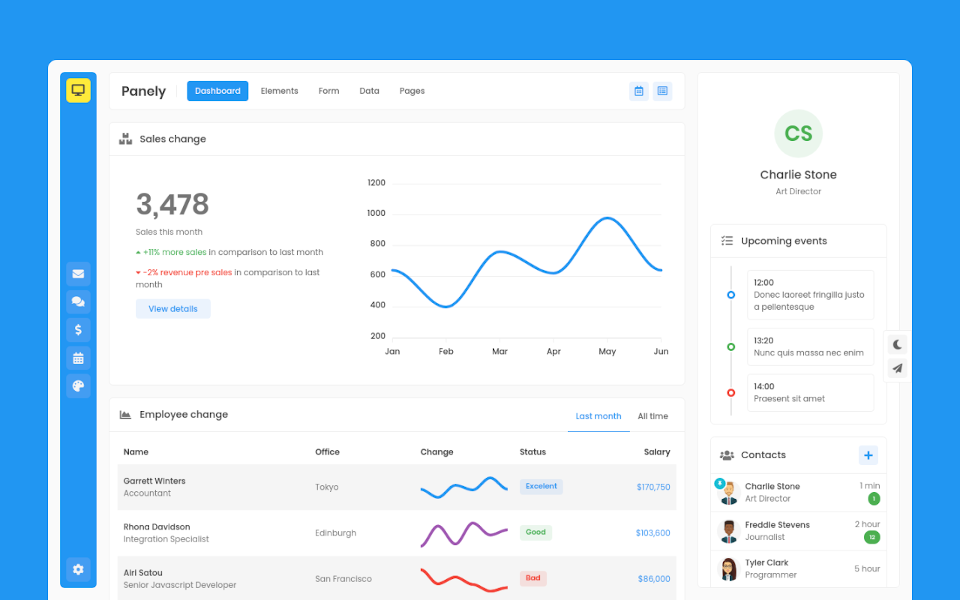 Panely
Dashboard
Elements
Form
Data
Pages
Sales change
3,478
Sales this month
+11% more sales in comparison to last month
-2% revenue pre sales in comparison to last
month
View details
1200
1000
800
600
400
200
Jan Feb Mar Apr May Jun
Employee change
Last month
All time
Name Office Change Status Salary
Garrett Winters
Accountant
Tokyo
Excelent
$170,750
Rhona Davidson
Integration Specialist
Edinburgh
Good
$103,600
Airi Satou
Senior Javascript Developer
San Francisco
Bad
$86,000
CS
Charlie Stone
Art Director
Upcoming events
12:00
Donec laoreet fringilla justo
a pellentesque
13:20
Nunc quis massa nec enim
14:00
Praesent sit amet
Contacts
Charlie Stone
Art Director
1 min
1
Freddie Stevens
Journalist
2 hour
12
Tyler Clark
Programmer
5 hour